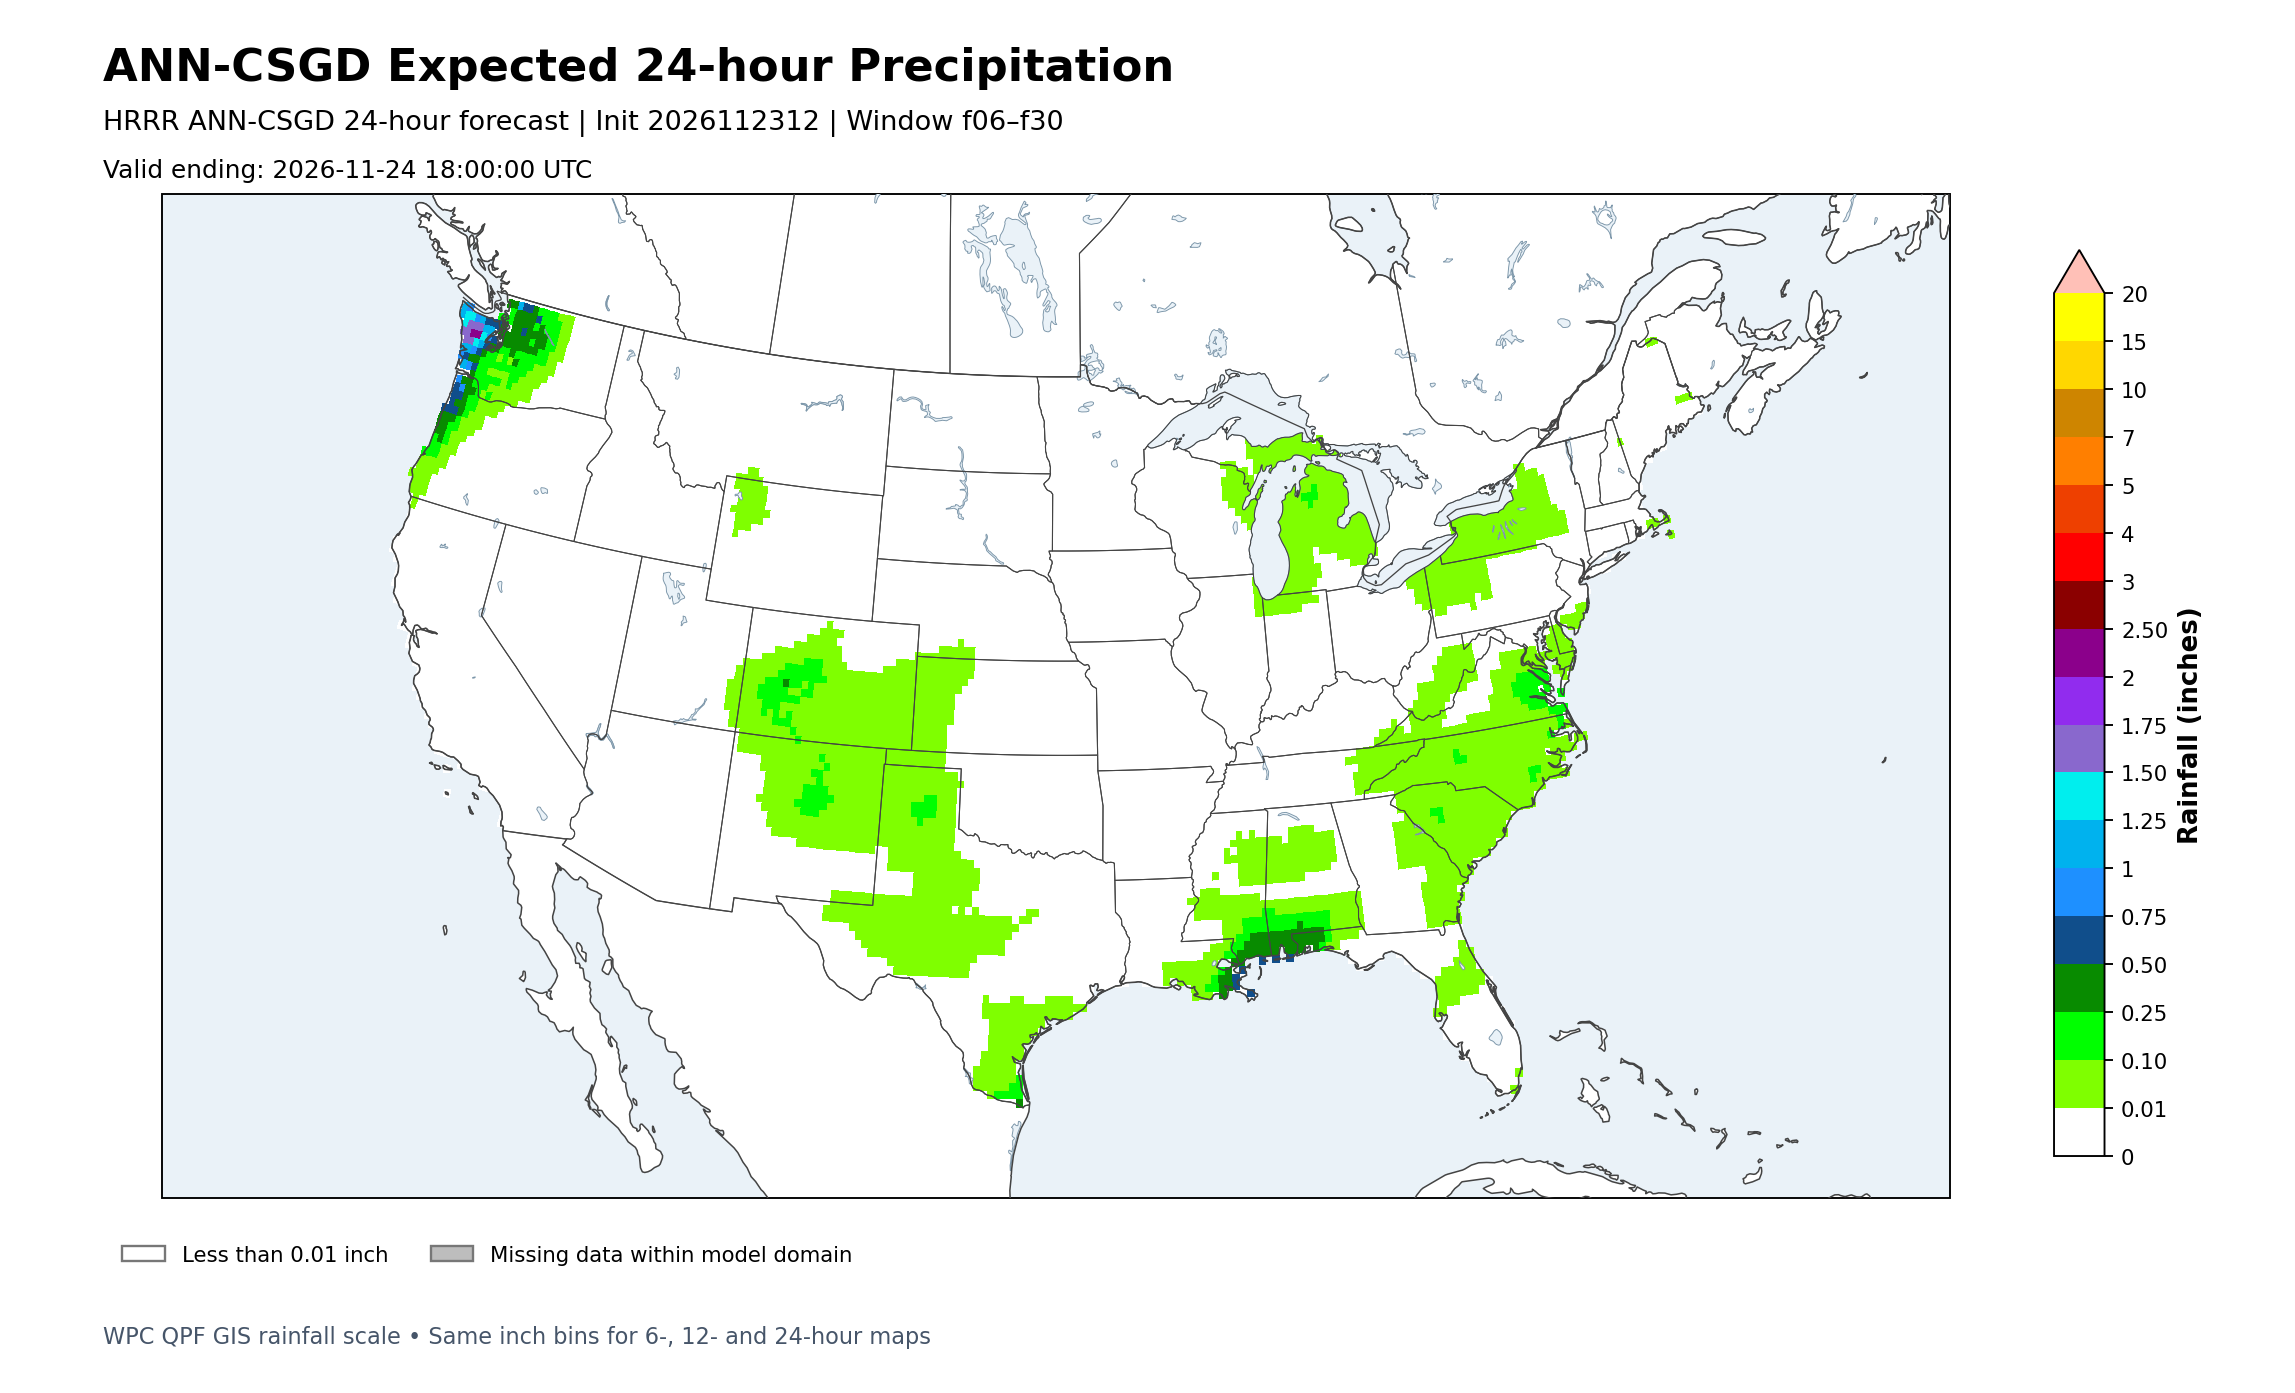 ANN-CSGD Expected 24-hour Precipitation
HRRR ANN-CSGD 24-hour forecast | Init 2026112312 | Window f06–f30
Valid ending: 2026-11-24 18:00:00 UTC
20
15
10
7
5
4
3
2.50
2
1.75
1.50
1.25
1
0.75
0.50
0.25
0.10
0.01
0
Rainfall (inches)
Less than 0.01 inch
Missing data within model domain
WPC QPF GIS rainfall scale • Same inch bins for 6-, 12- and 24-hour maps